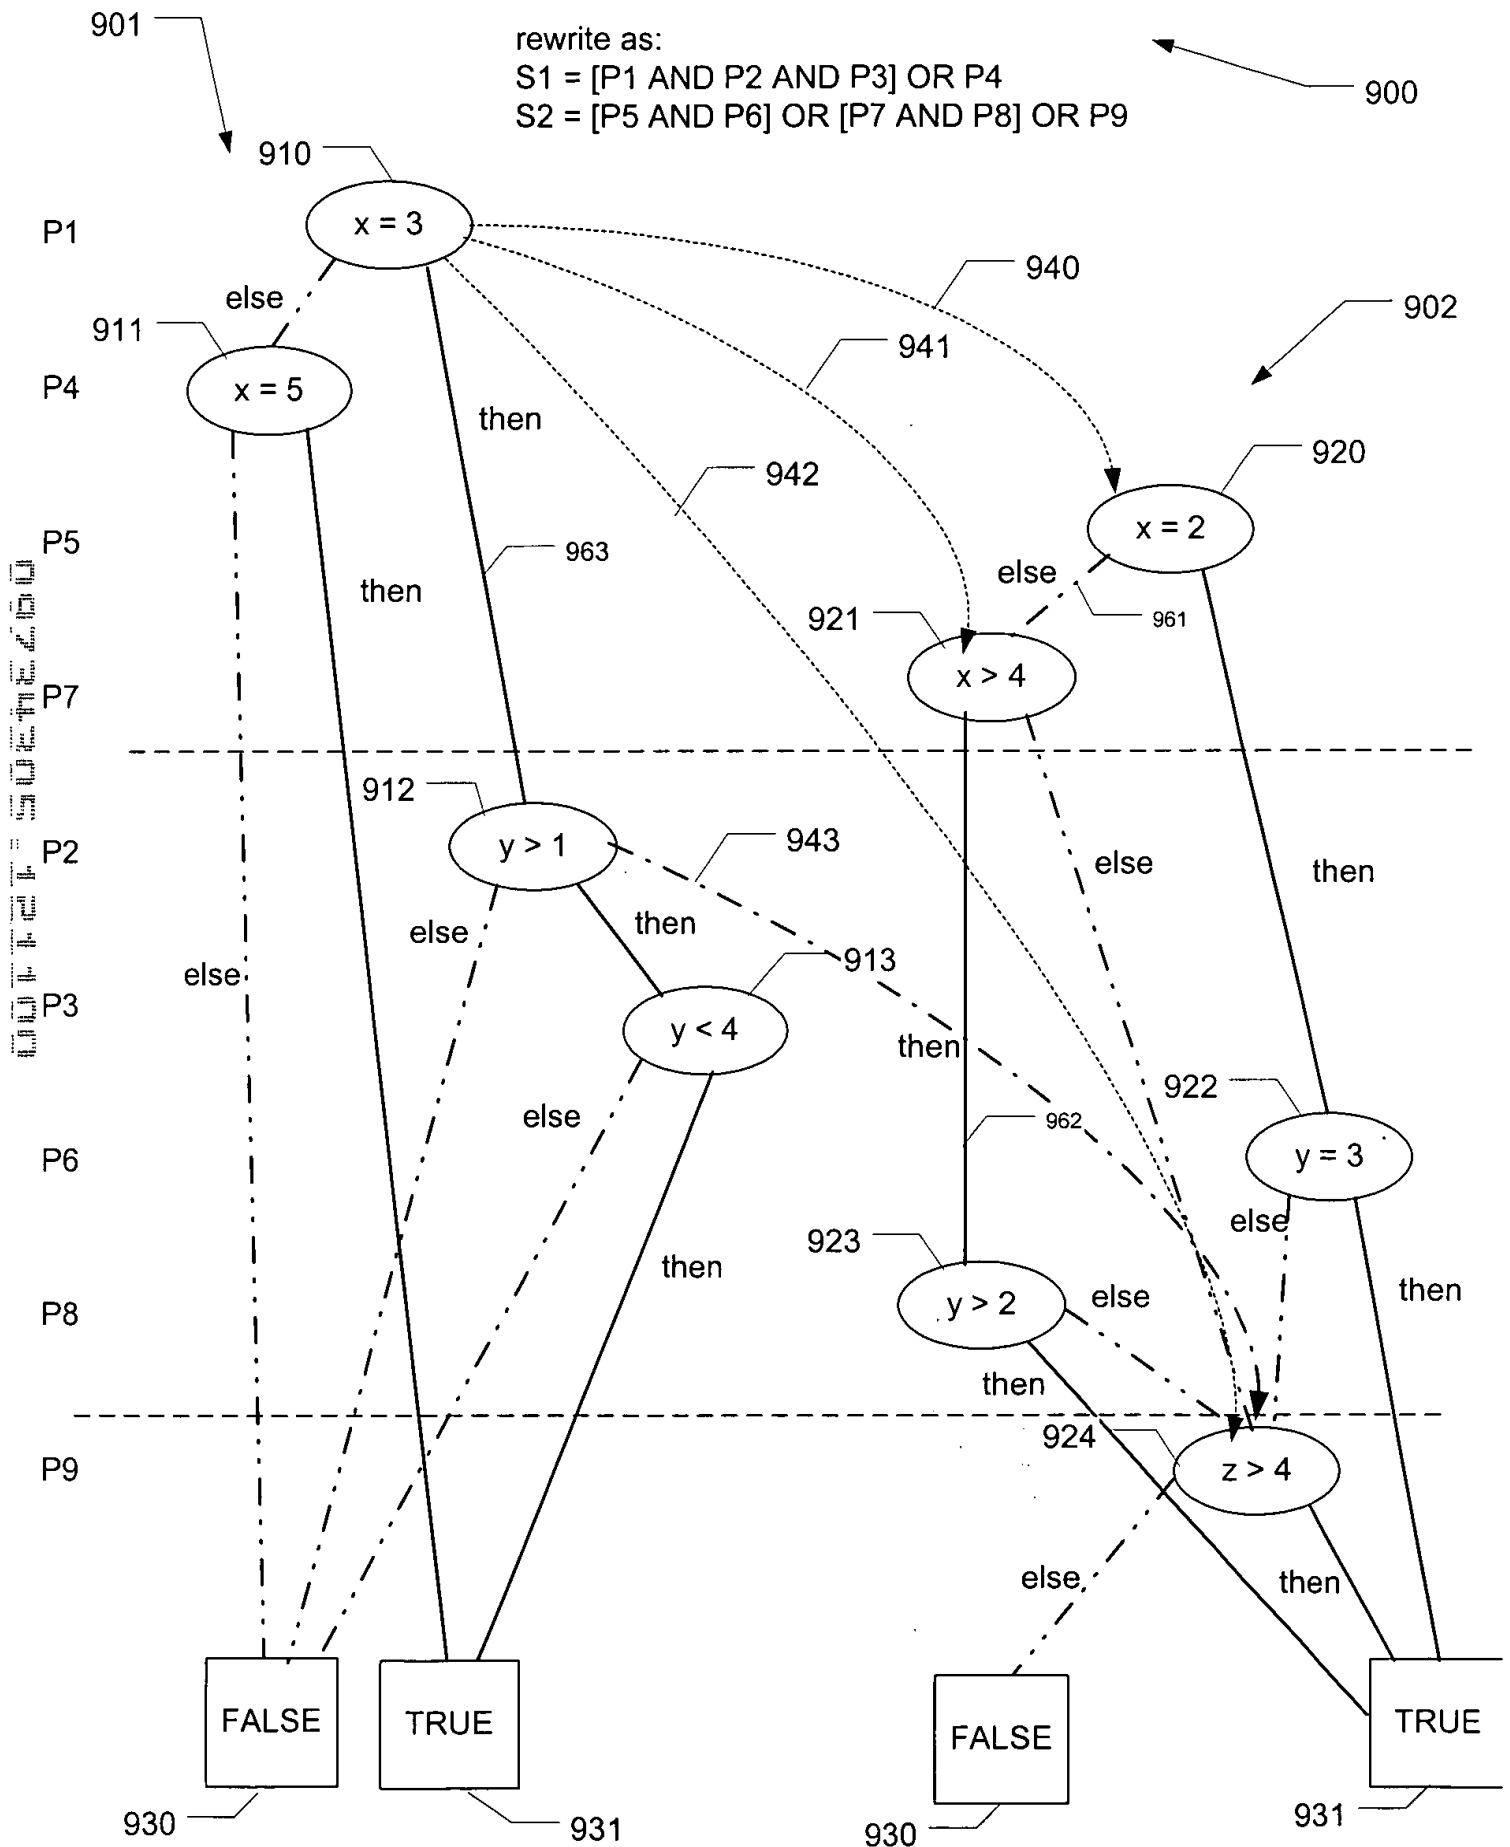 901
rewrite as:
S1 = [P1 AND P2 AND P3] OR P4
S2 = [P5 AND P6] OR [P7 AND P8] OR P9
900
910
P1
x = 3
940
else
902
911
941
P4
x = 5
then
942
920
P5
x = 2
963
else
then
921
961
P7
x > 4
912
P2
y > 1
943
else
then
else
then
else
913
P3
y < 4
then
922
else
962
P6
y = 3
else
923
then
P8
y > 2
else
then
then
924
P9
z > 4
else
then
FALSE
TRUE
FALSE
TRUE
930
931
930
931